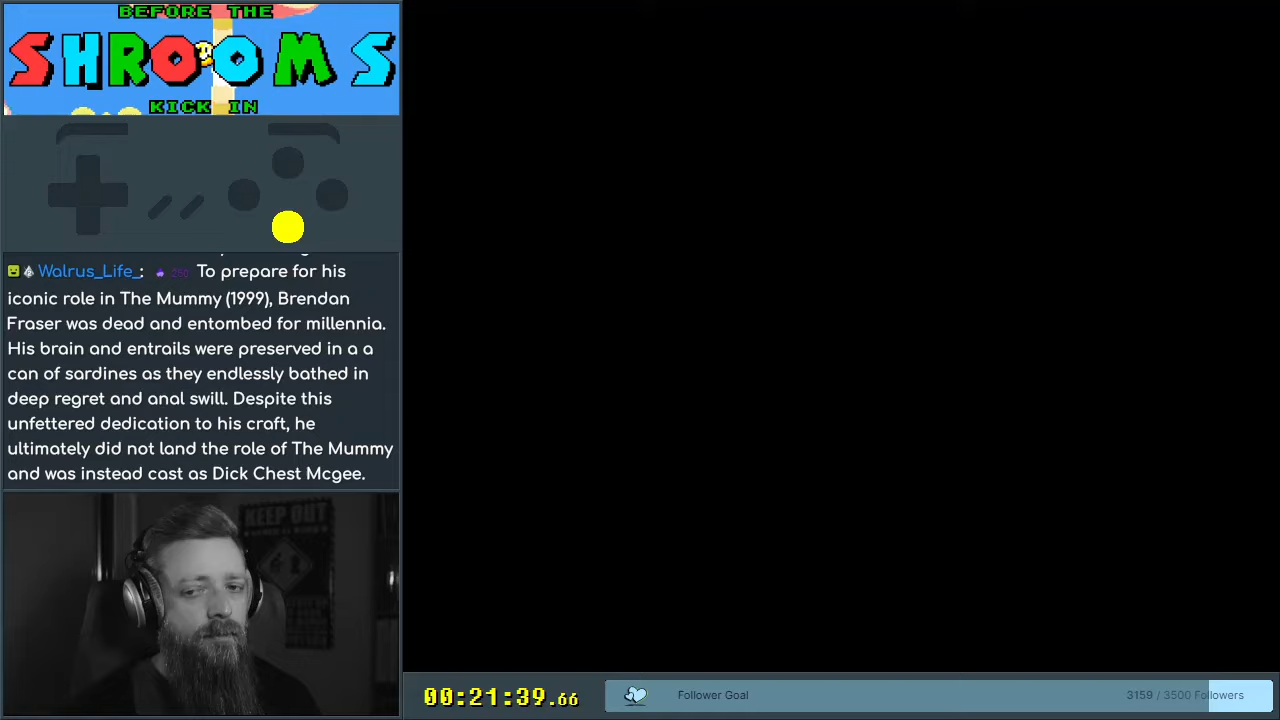 BEFORE THE
SHROOMS
KICK IN
Walrus_Life_: 250 To prepare for his
iconic role in The Mummy (1999), Brendan
Fraser was dead and entombed for millennia.
His brain and entrails were preserved in a a
can of sardines as they endlessly bathed in
deep regret and anal swill. Despite this
unfettered dedication to his craft, he
ultimately did not land the role of The Mummy
and was instead cast as Dick Chest Mcgee.
KEEP OUT
00:21:39.66
Follower Goal
3159 / 3500 Followers